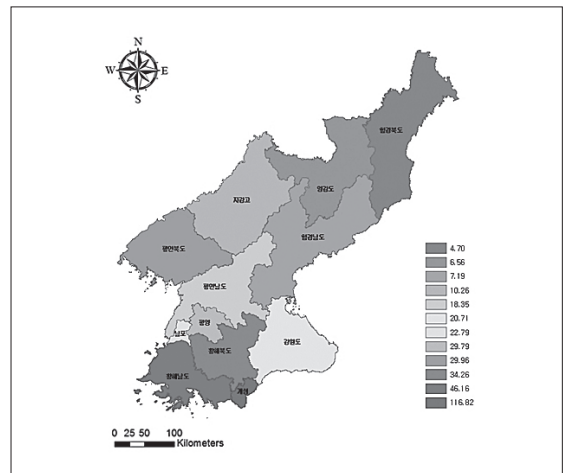 N
W E
S
함경북도
양강도
함경남도
평안북도
평안남도
평양
남포
강원도
황해북도
황해남도
개성
4.70
6.56
7.19
10.26
18.35
20.71
22.79
29.79
29.96
34.26
46.16
116.82
0 25 50 100
Kilometers